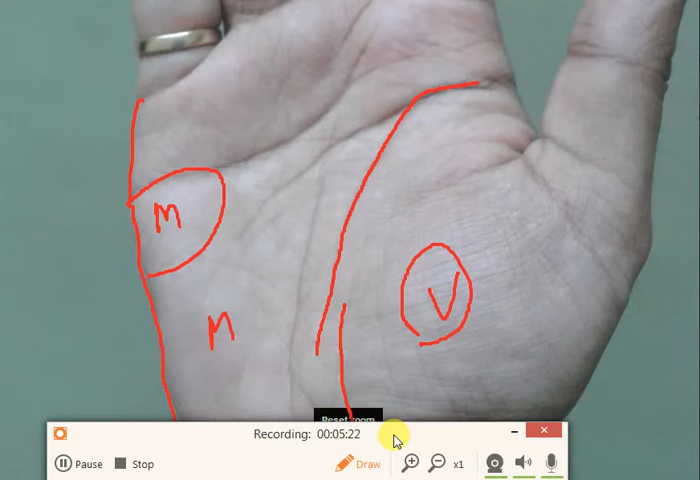 M
V
n
Reset zoom
Recording: 00:05:22
Pause
Stop
Draw
x1